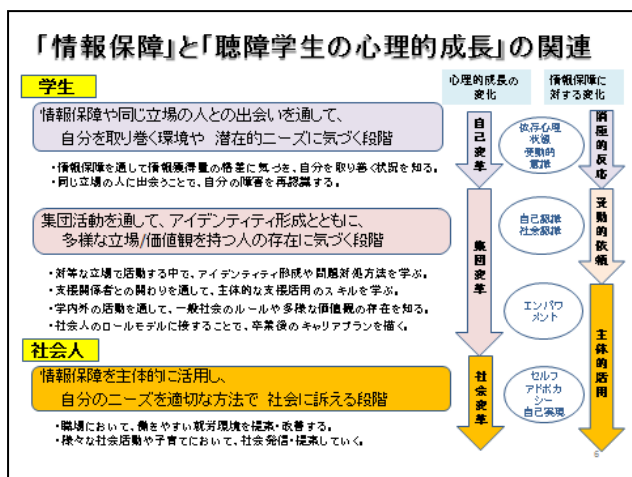 「情報保障」と「聴障学生の心理的成長」の関連
学生
情報保障や同じ立場の人との出会いを通して、
自分を取り巻く環境や 潜在的ニーズに気づく段階
・情報保障を通して情報獲得量の格差に気づき、自分を取り巻く状況を知る。
・同じ立場の人に出会うことで、自分の障害を再認識する。
集団活動を通して、アイデンティティ形成とともに、
多様な立場/価値観を持つ人の存在に気づく段階
・対等な立場で活動する中で、アイデンティティ形成や問題対処方法を学ぶ。
・支援関係者との関わりを通して、主体的な支援活用のスキルを学ぶ。
・学内外の活動を通して、一般社会のルールや多様な価値観の存在を知る。
・社会人のロールモデルに接することで、卒業後のキャリアプランを描く。
社会人
情報保障を主体的に活用し、
自分のニーズを適切な方法で 社会に訴える段階
・職場において、働きやすい就労環境を提案・改善する。
・様々な社会活動や子育てにおいて、社会発信・提案していく。
心理的成長の
変化
自己変革
集団変革
社会変革
依存心理
状態
受動的
意識
自己認識
社会認識
エンパワ
メント
セルフ
アドボカ
シー
自己実現
情報保障に
対する変化
消極的反応
受動的依頼
主体的活用
6